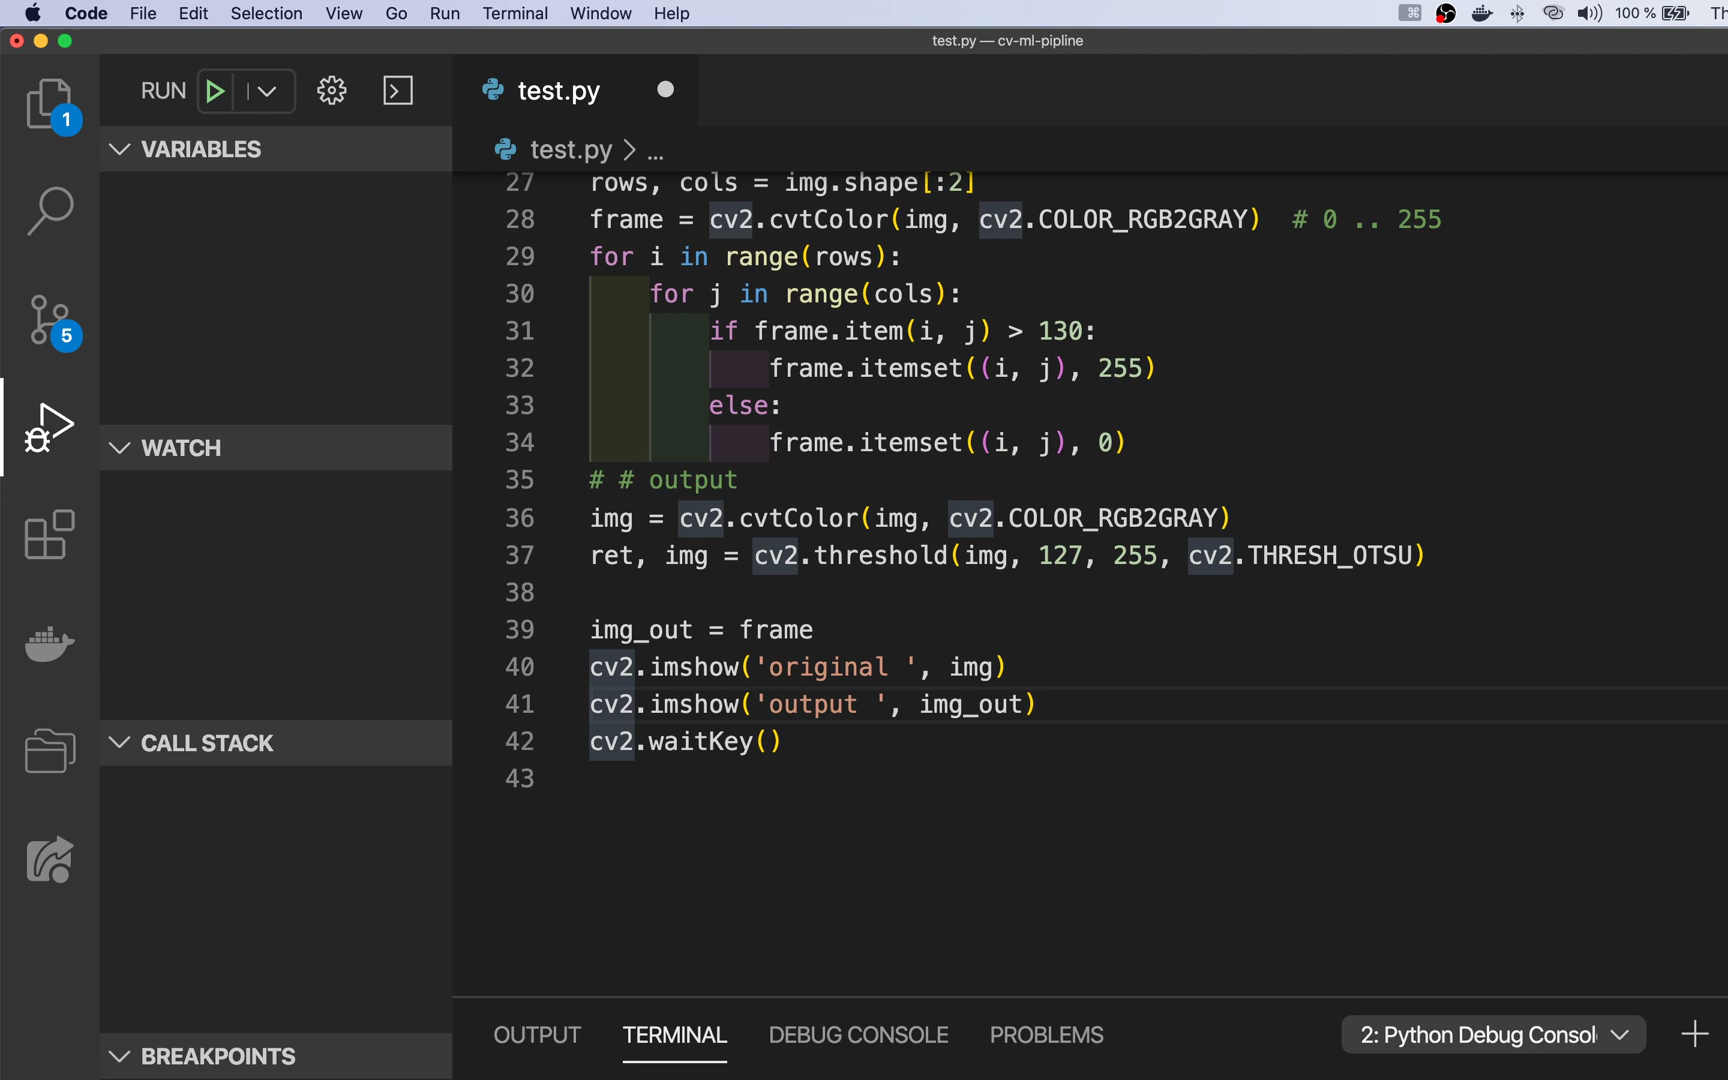 Code File Edit Selection View Go Run Terminal Window Help 100 % Th
test.py — cv-ml-pipline
RUN
test.py
1
VARIABLES
test.py > ...
27 rows, cols = img.shape[:2]
28 frame = cv2.cvtColor(img, cv2.COLOR_RGB2GRAY) # 0 .. 255
29 for i in range(rows):
30 for j in range(cols):
31 if frame.item(i, j) > 130:
32 frame.itemset((i, j), 255)
33 else:
34 frame.itemset((i, j), 0)
35 # # output
36 img = cv2.cvtColor(img, cv2.COLOR_RGB2GRAY)
37 ret, img = cv2.threshold(img, 127, 255, cv2.THRESH_OTSU)
38
39 img_out = frame
40 cv2.imshow('original ', img)
41 cv2.imshow('output ', img_out)
42 cv2.waitKey()
43
5
WATCH
CALL STACK
BREAKPOINTS
OUTPUT TERMINAL DEBUG CONSOLE PROBLEMS 2: Python Debug Consol